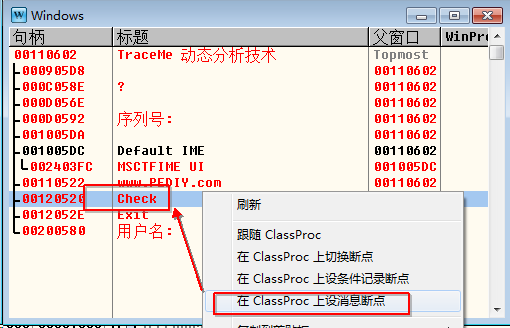 W Windows
句柄 标题 父窗口 WinPro
00110602 TraceMe 动态分析技术 Topmost
000905D8 00110602
000C058E ? 00110602
000D056E 00110602
000D0592 序列号: 00110602
001005DA 00110602
001005DC Default IME 00110602
002403FC MSCTFIME UI 001005DC
00110522 www.PEDIY.com 00110602
00120520 Check
0012052E Exit
00200580 用户名:
刷新
跟随 ClassProc
在 ClassProc 上切换断点
在 ClassProc 上设条件记录断点
在 ClassProc 上设消息断点